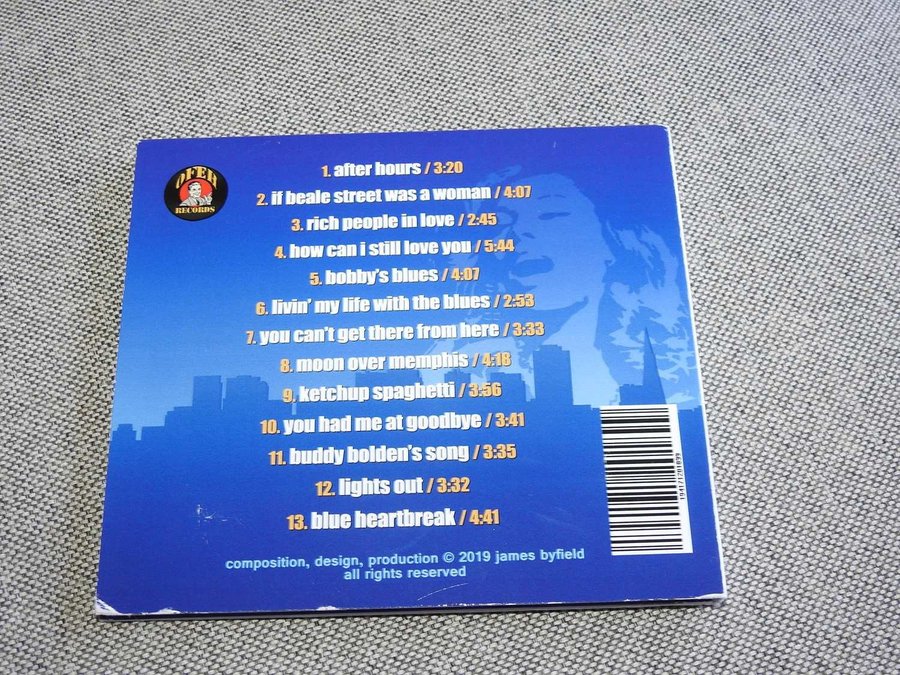 OFEH
RECORDS
1. after hours / 3:20
2. if beale street was a woman / 4:07
3. rich people in love / 2:45
4. how can i still love you / 5:44
5. bobby's blues / 4:07
6. livin' my life with the blues / 2:53
7. you can't get there from here / 3:33
8. moon over memphis / 4:18
9. ketchup spaghetti / 3:56
10. you had me at goodbye / 3:41
11. buddy bolden's song / 3:35
12. lights out / 3:32
13. blue heartbreak / 4:41
composition, design, production © 2019 james byfield
all rights reserved